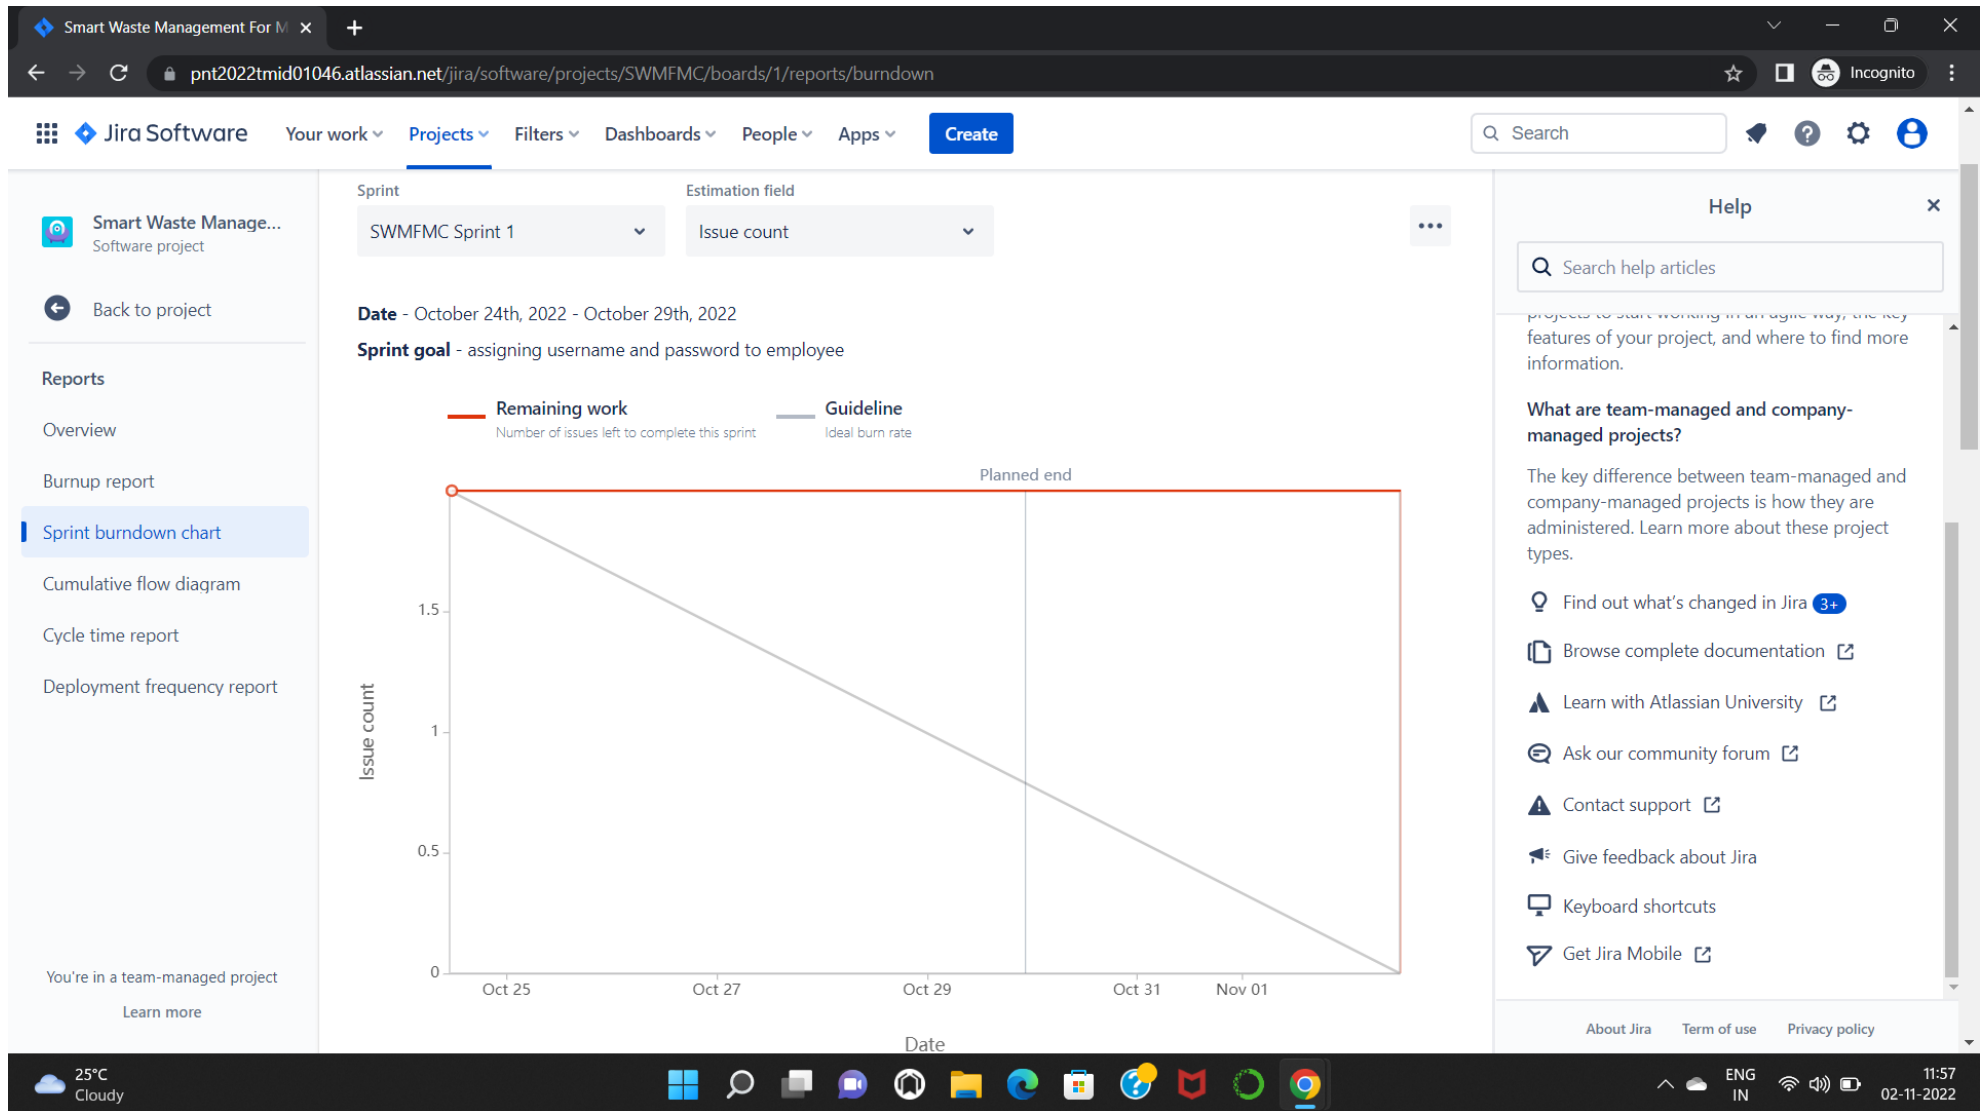 Smart Waste Management For M
pnt2022tmid01046.atlassian.net/jira/software/projects/SWMFMC/boards/1/reports/burndown
Incognito
Jira Software
Your work
Projects
Filters
Dashboards
People
Apps
Create
Search
Smart Waste Manage...
Software project
Back to project
Reports
Overview
Burnup report
Sprint burndown chart
Cumulative flow diagram
Cycle time report
Deployment frequency report
You're in a team-managed project
Learn more
Sprint
Estimation field
SWMFMC Sprint 1
Issue count
Date - October 24th, 2022 - October 29th, 2022
Sprint goal - assigning username and password to employee
Remaining work
Number of issues left to complete this sprint
Guideline
Ideal burn rate
Planned end
1.5
1
0.5
0
Issue count
Oct 25
Oct 27
Oct 29
Oct 31
Nov 01
Date
Help
Search help articles
projects to start working in an agile way, the key
features of your project, and where to find more
information.
What are team-managed and company-
managed projects?
The key difference between team-managed and
company-managed projects is how they are
administered. Learn more about these project
types.
Find out what's changed in Jira 3+
Browse complete documentation
Learn with Atlassian University
Ask our community forum
Contact support
Give feedback about Jira
Keyboard shortcuts
Get Jira Mobile
About Jira
Term of use
Privacy policy
25°C
Cloudy
ENG
IN
11:57
02-11-2022